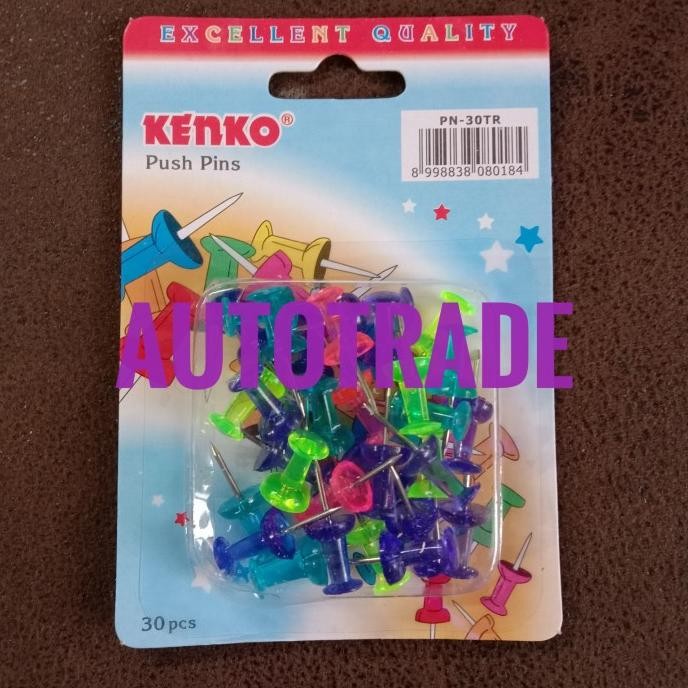 EXCELLENT QUALITY
KENKO®
Push Pins
PN-30TR
8 998838 080184
AUTOTRADE
30 pcs